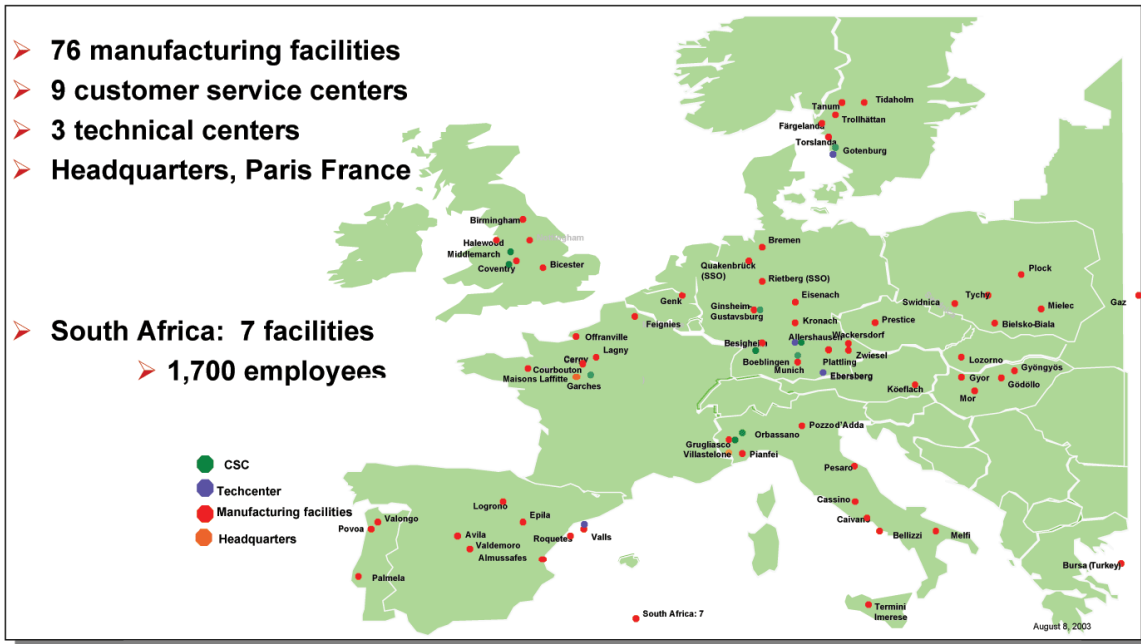 76 manufacturing facilities
9 customer service centers
3 technical centers
Headquarters, Paris France
South Africa: 7 facilities
1,700 employees
CSC
Techcenter
Manufacturing facilities
Headquarters
Tanum
Tidaholm
Trollhättan
Färgelanda
Torslanda
Gotenburg
Birmingham
Halewood
Middlemarch
Coventry
Bicester
Bremen
Quakenbrück
(SSO)
Rietberg (SSO)
Genk
Eisenach
Ginsheim-
Gustavsburg
Feignies
Kronach
Prestice
Plock
Swidnica
Tychy
Mielec
Bielsko-Biala
Gaz
Offranville
Lagny
Cergy
Courbouton
Maisons Laffitte
Garches
Besigheim
Allershausen
Wackersdorf
Boeblingen
Munich
Plattling
Zwiesel
Ebersberg
Lozorno
Gyöngyös
Gyor
Gödöllo
Mor
Köeflach
Orbassano
Pozzo d'Adda
Grugliasco
Villastelone
Pianfei
Pesaro
Cassino
Caivano
Bellizzi
Melfi
Termini
Imerese
Logrono
Epila
Valongo
Povoa
Avila
Valdemoro
Almussafes
Roquetes
Valls
Palmela
South Africa: 7
Bursa (Turkey)
August 8, 2003